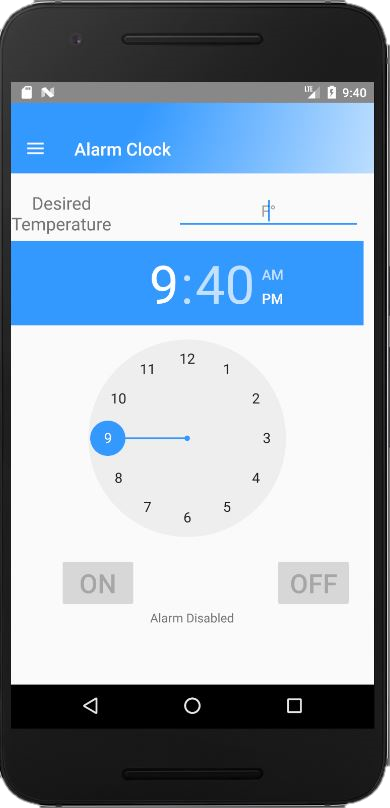 LTE 9:40
Alarm Clock
Desired
Temperature
F°
9:40
AM
PM
12
11 1
10 2
9 3
8 4
7 5
6
ON OFF
Alarm Disabled